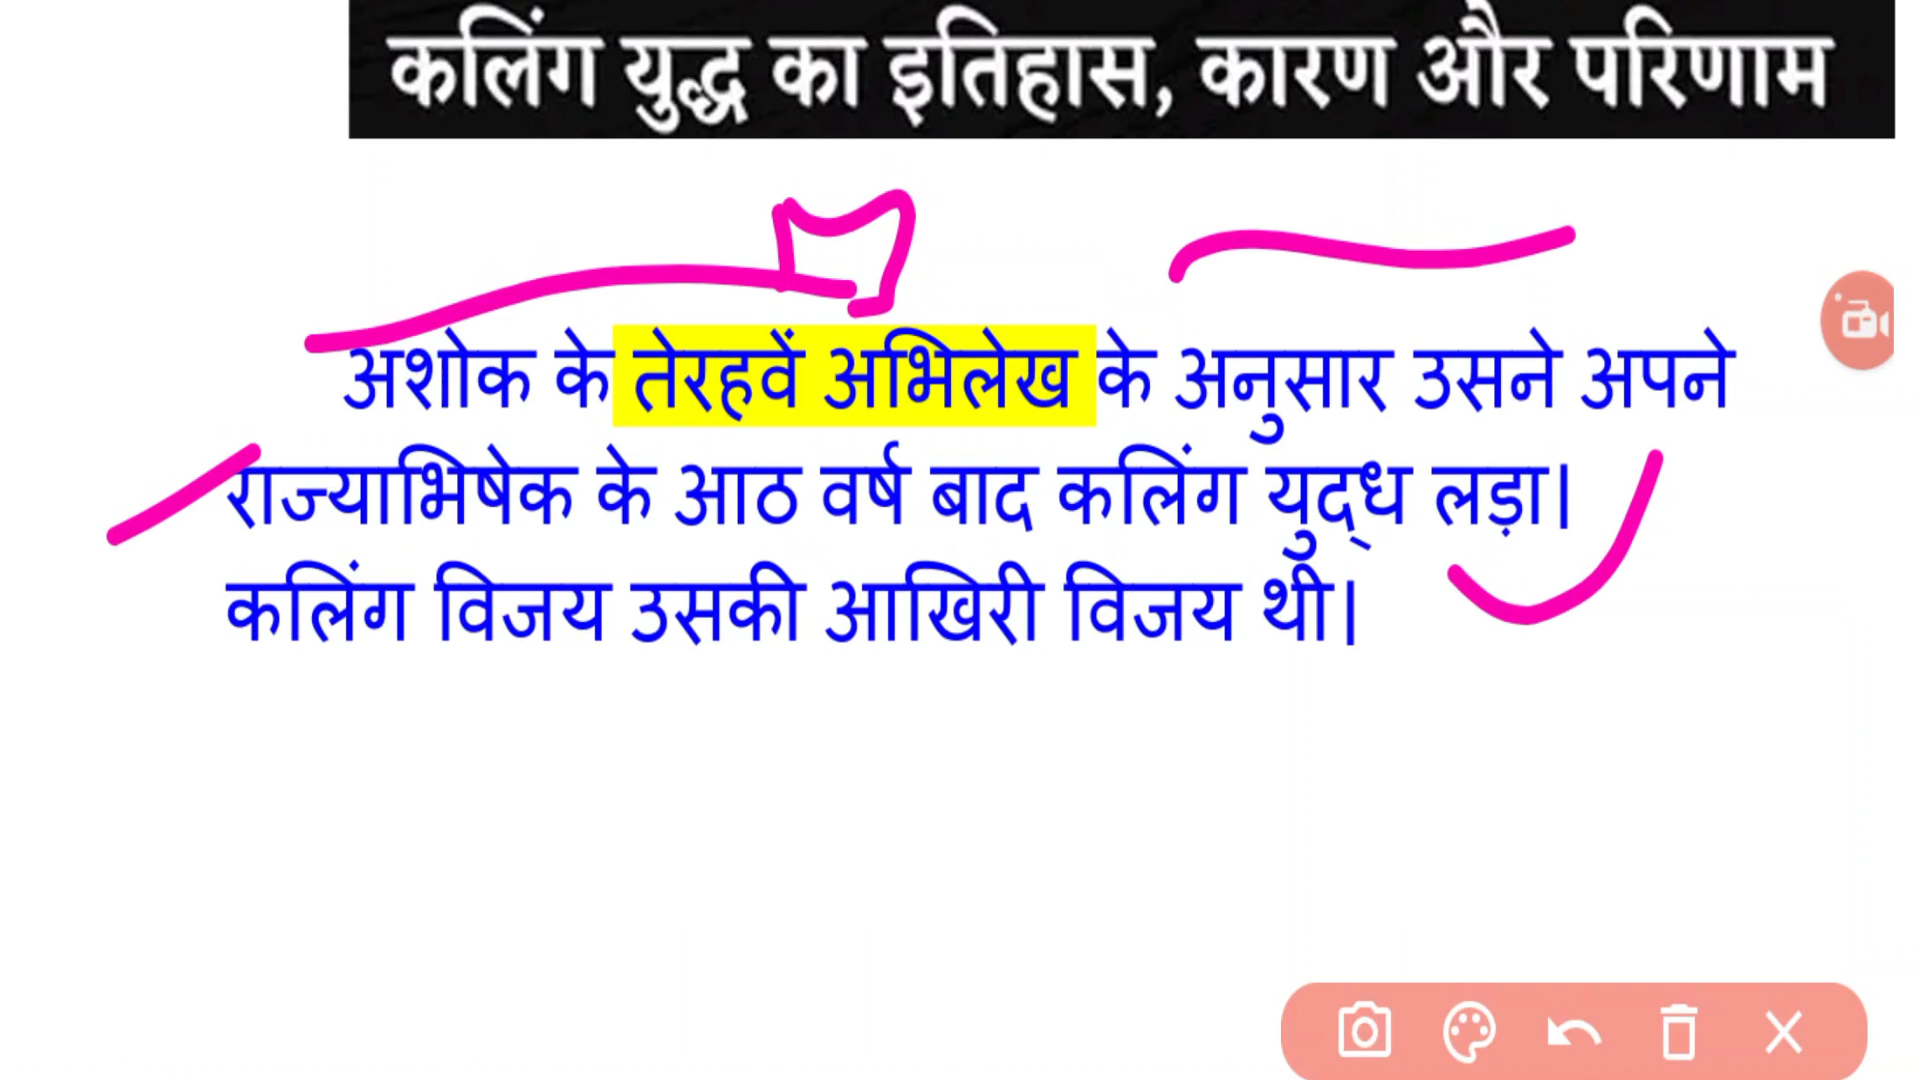 कलिंग युद्ध का इतिहास, कारण और परिणाम
अशोक के तेरहवें अभिलेख के अनुसार उसने अपने
राज्याभिषेक के आठ वर्ष बाद कलिंग युद्ध लड़ा।
कलिंग विजय उसकी आखिरी विजय थी।